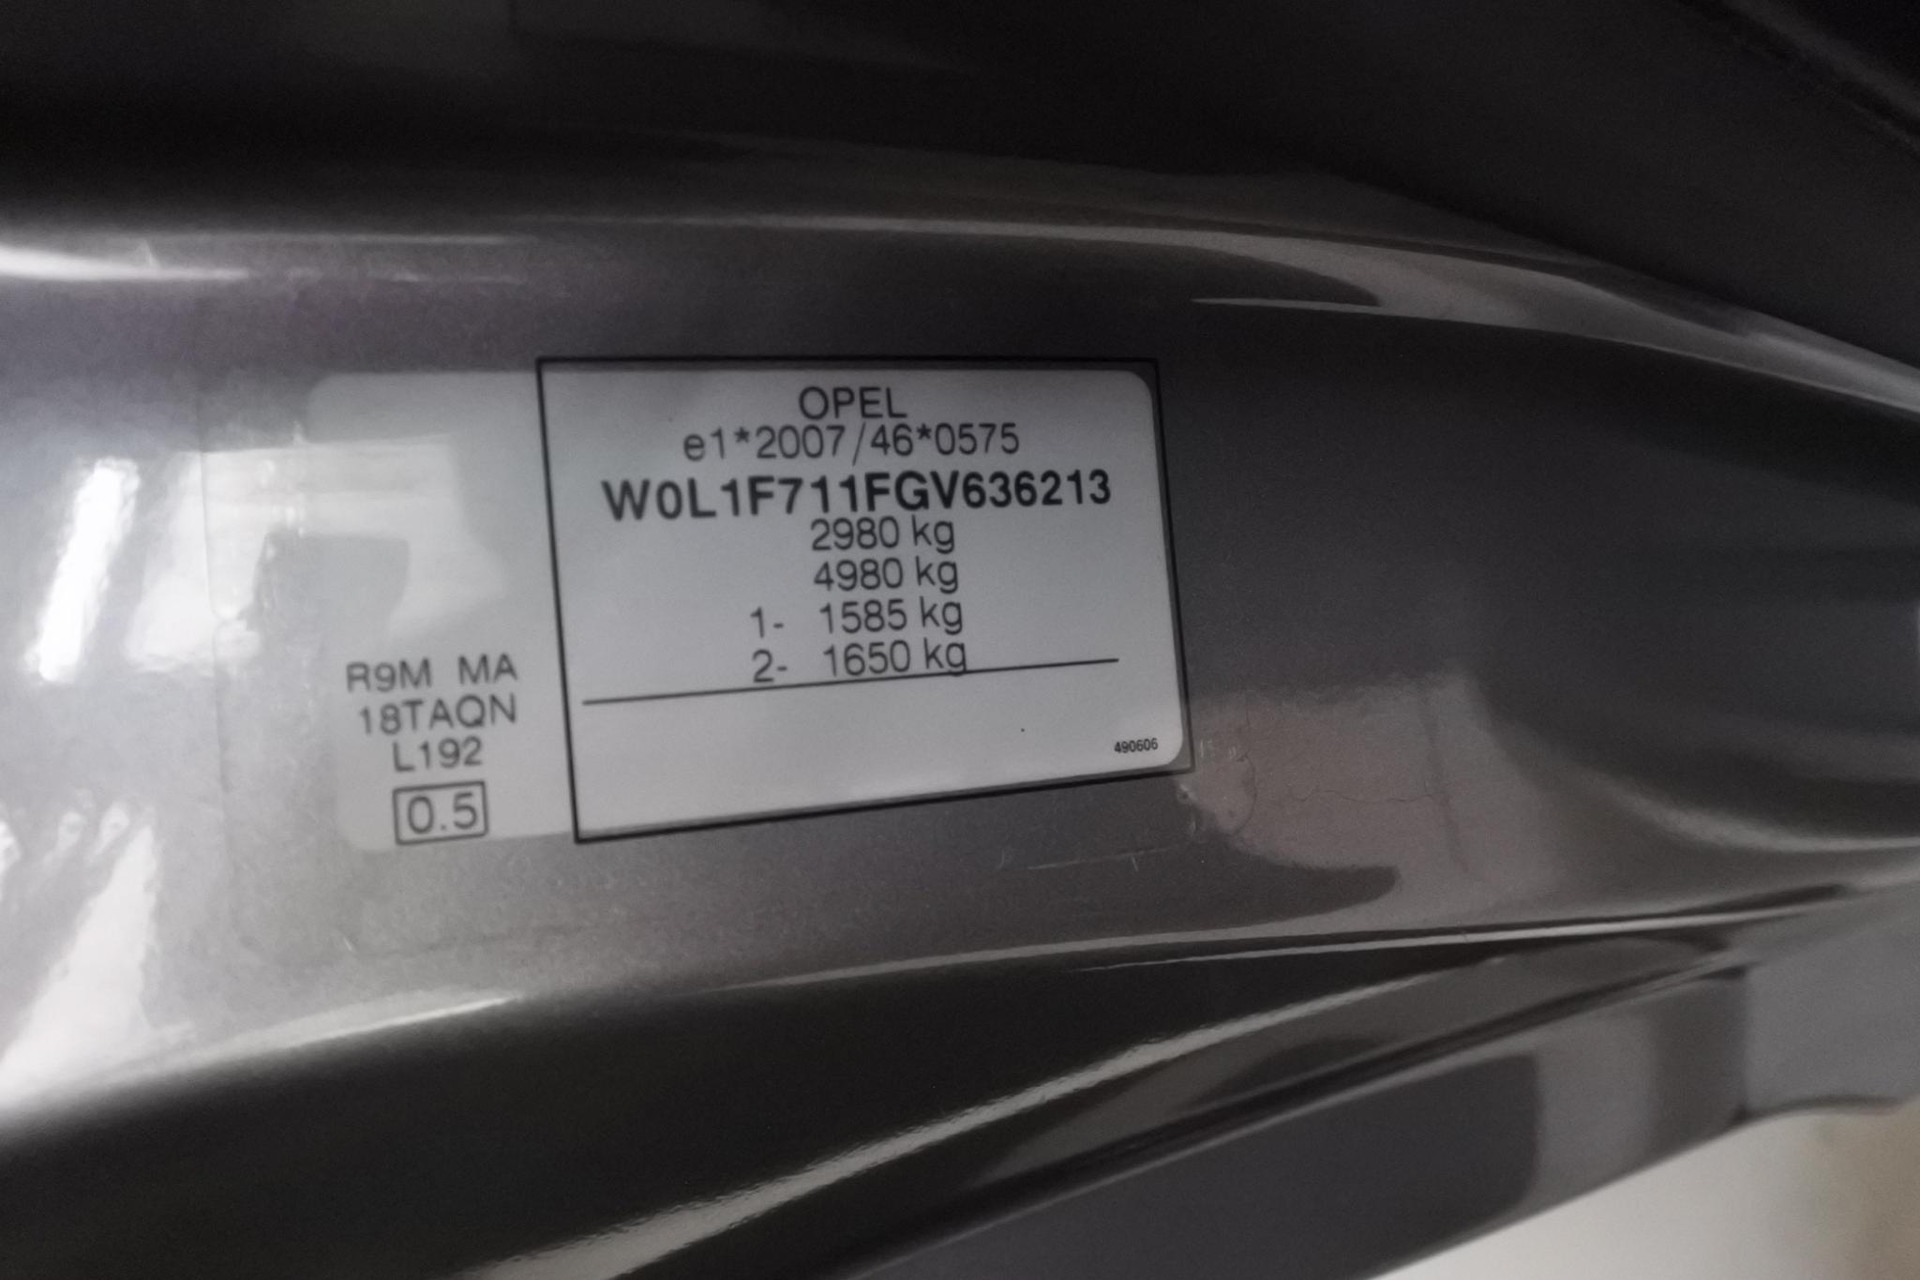 OPEL
e1*2007/46*0575
W0L1F711FGV636213
2980 kg
4980 kg
1- 1585 kg
2- 1650 kg
490606
R9M MA
18TAQN
L192
0.5